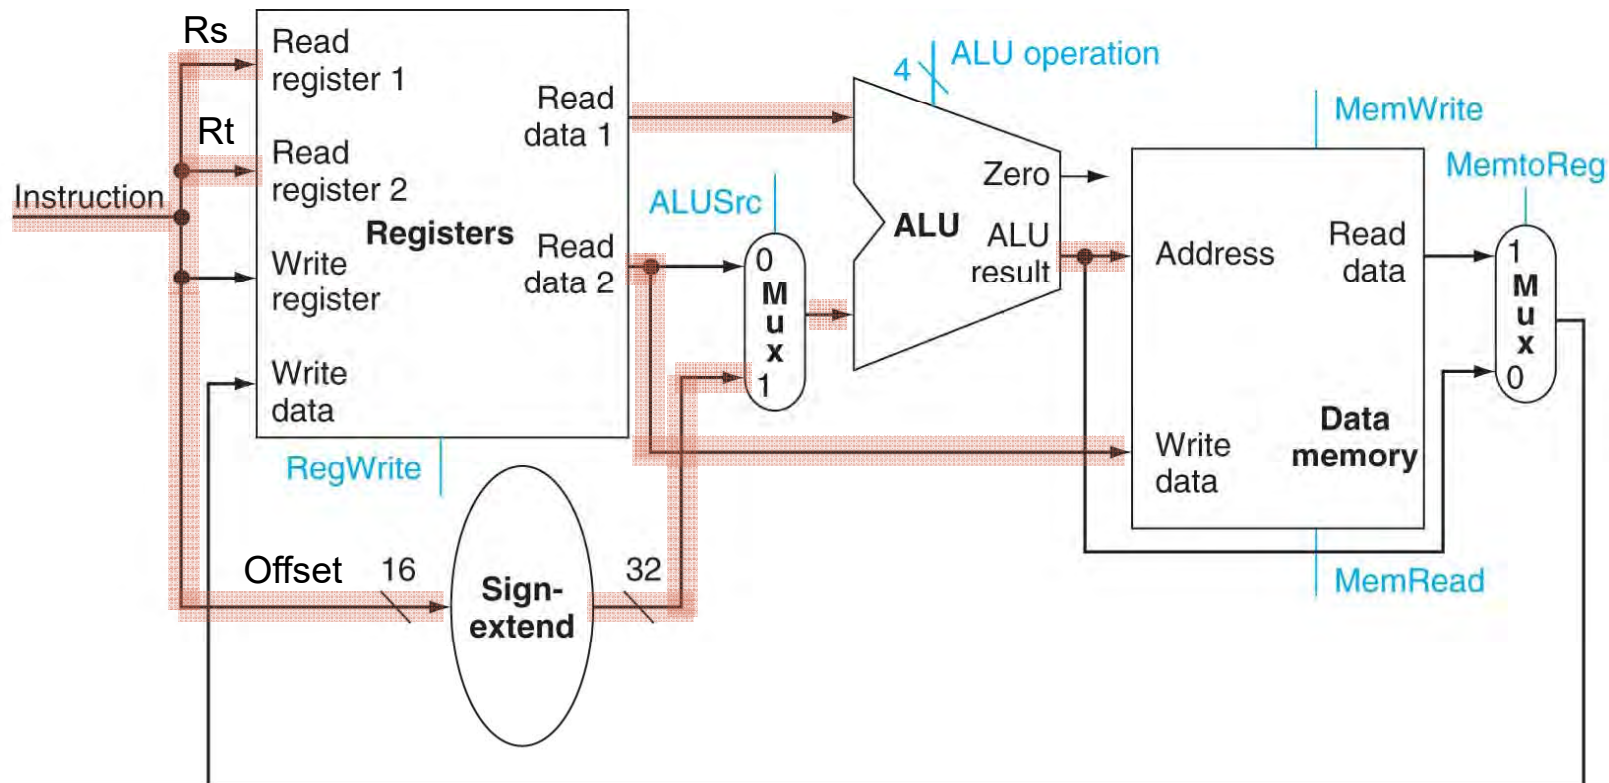 Rs
Read
register 1
Rt
Read
register 2
Instruction
Registers
Write
register
Write
data
Read
data 1
Read
data 2
RegWrite
Offset
16
Sign-
extend
32
ALUSrc
0
M
u
x
1
4
ALU operation
Zero
ALU
ALU
result
MemWrite
Address
Read
data
Write
data
Data
memory
MemRead
MemtoReg
1
M
u
x
0